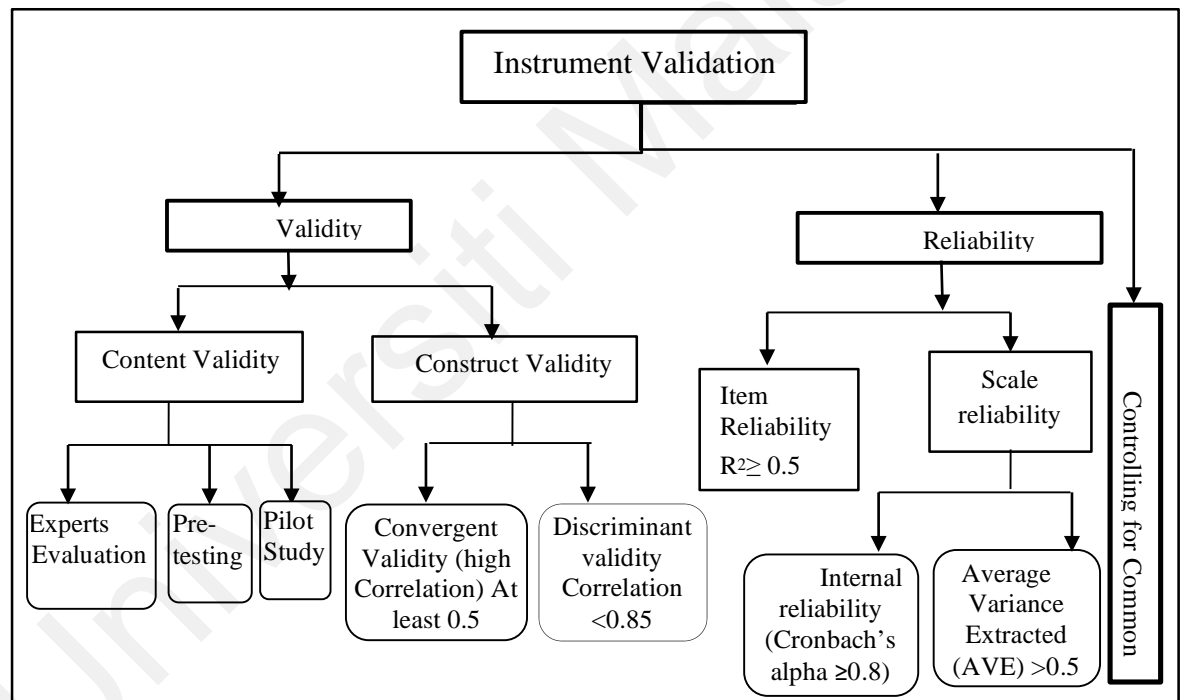 Instrument Validation
Validity
Reliability
Content Validity
Construct Validity
Item
Reliability
R2≥ 0.5
Scale
reliability
Controlling for Common
Experts
Evaluation
Pre-
testing
Pilot
Study
Convergent
Validity (high
Correlation) At
least 0.5
Discriminant
validity
Correlation
<0.85
Internal
reliability
(Cronbach's
alpha ≥0.8)
Average
Variance
Extracted
(AVE) >0.5
Universiti Mala